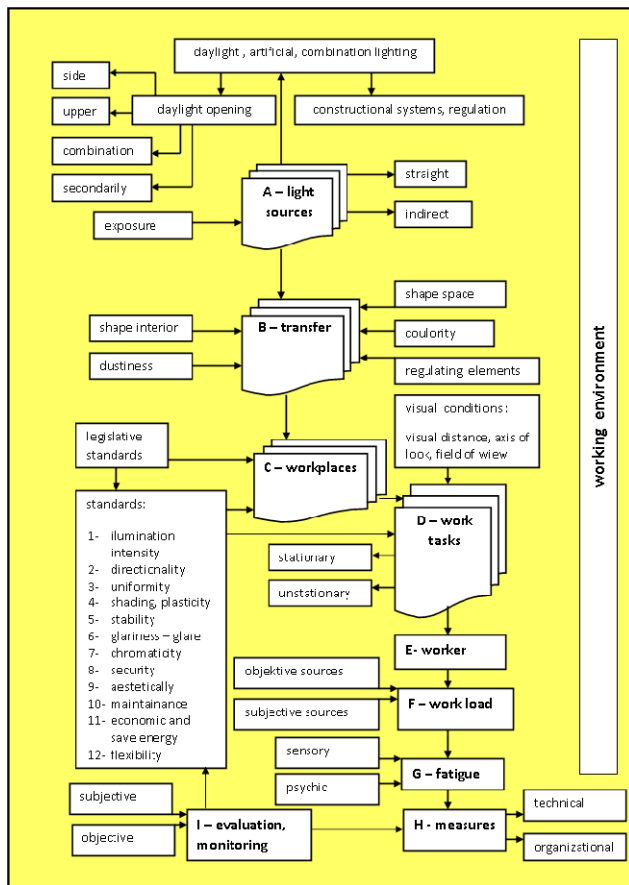 daylight , artificial, combination lighting
side
upper
daylight opening
constructional systems, regulation
combination
secondarily
A – light
sources
straight
indirect
exposure
shape space
B – transfer
shape interior
coulority
dustiness
regulating elements
visual conditions:
visual distance, axis of
look, field of wiew
legislative
standards
C – workplaces
standards:
1- ilumination
intensity
2- directicnality
3- uniformity
4- shading, plasticity
5- stability
6- glariness – glare
7- chromaticity
8- security
9- aestetically
10- maintainance
11- economic and
save energy
12- flexibility
D – work
tasks
stationary
unstationary
E- worker
objektive sources
subjective sources
F – work load
sensory
psychic
G – fatigue
subjective
objective
I – evaluation,
monitoring
H - measures
technical
organizational
working environment